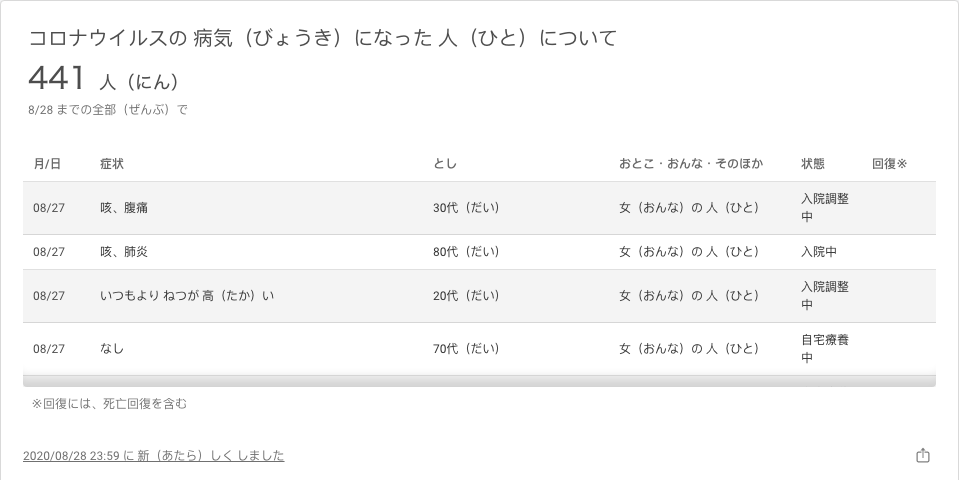 コロナウイルスの 病気（びょうき）になった 人（ひと）について
441 人（にん）
8/28 までの全部（ぜんぶ）で
月/日 症状 とし おとこ・おんな・そのほか 状態 回復※
08/27 咳、腹痛 30代（だい） 女（おんな）の 人（ひと） 入院調整
中
08/27 咳、肺炎 80代（だい） 女（おんな）の 人（ひと） 入院中
08/27 いつもより ねつが 高（たか）い 20代（だい） 女（おんな）の 人（ひと） 入院調整
中
08/27 なし 70代（だい） 女（おんな）の 人（ひと） 自宅療養
中
※回復には、死亡回復を含む
2020/08/28 23:59 に 新（あたら）しく しました